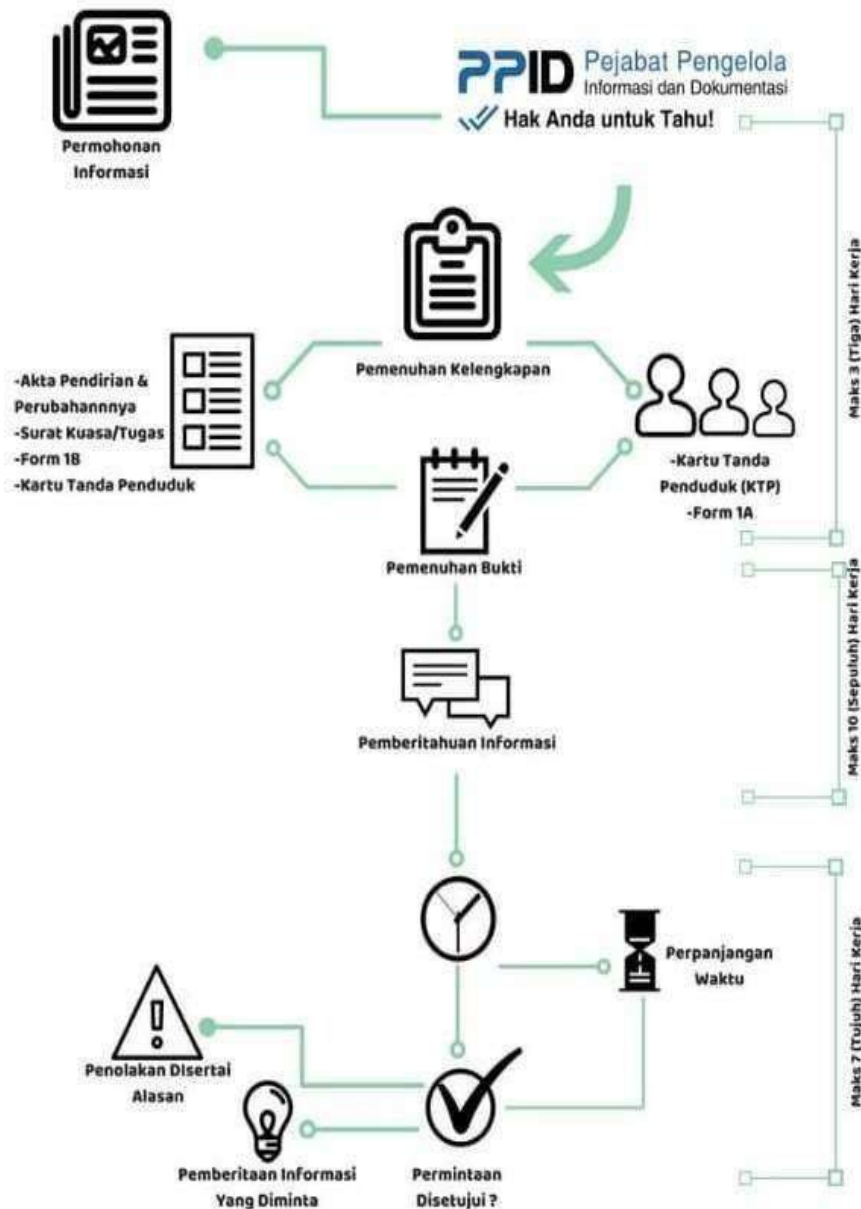 PPID Pejabat Pengelola
Informasi dan Dokumentasi
Hak Anda untuk Tahu!
Permohonan
Informasi
Pemenuhan Kelengkapan
-Akta Pendirian &
Perubahannnya
-Surat Kuasa/Tugas
-Form 1B
-Kartu Tanda Penduduk
-Kartu Tanda
Penduduk (KTP)
-Form 1A
Pemenuhan Bukti
Maks 3 (Tiga) Hari Kerja
Pemberitahuan Informasi
Maks 10 (Sepuluh) Hari Kerja
Perpanjangan
Waktu
Penolakan Disertai
Alasan
Pemberitaan Informasi
Yang Diminta
Permintaan
Disetujui ?
Maks 7 (Tujuh) Hari Kerja